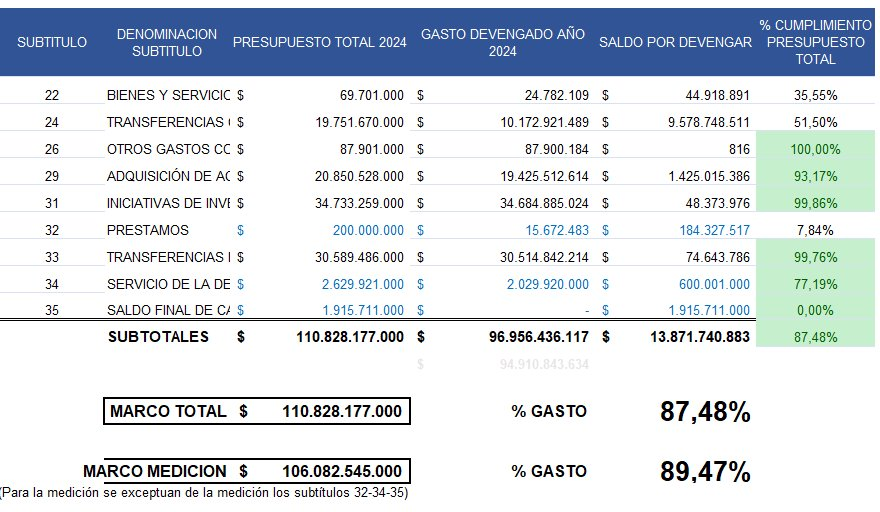 SUBTITULO DENOMINACION SUBTITULO PRESUPUESTO TOTAL 2024 GASTO DEVENGADO AÑO 2024 SALDO POR DEVENGAR % CUMPLIMIENTO PRESUPUESTO TOTAL
22 BIENES Y SERVICIC $ 69.701.000 $ 24.782.109 $ 44.918.891 35,55%
24 TRANSFERENCIAS ( $ 19.751.670.000 $ 10.172.921.489 $ 9.578.748.511 51,50%
26 OTROS GASTOS CC $ 87.901.000 $ 87.900.184 $ 816 100,00%
29 ADQUISICIÓN DE AC $ 20.850.528.000 $ 19.425.512.614 $ 1.425.015.386 93,17%
31 INICIATIVAS DE INVE $ 34.733.259.000 $ 34.684.885.024 $ 48.373.976 99,86%
32 PRESTAMOS $ 200.000.000 $ 15.672.483 $ 184.327.517 7,84%
33 TRANSFERENCIAS I $ 30.589.486.000 $ 30.514.842.214 $ 74.643.786 99,76%
34 SERVICIO DE LA DE $ 2.629.921.000 $ 2.029.920.000 $ 600.001.000 77,19%
35 SALDO FINAL DE CA $ 1.915.711.000 $ - $ 1.915.711.000 0,00%
SUBTOTALES $ 110.828.177.000 $ 96.956.436.117 $ 13.871.740.883 87,48%
$ 94.910.843.634
MARCO TOTAL $ 110.828.177.000 % GASTO 87,48%
MARCO MEDICION $ 106.082.545.000 % GASTO 89,47%
(Para la medición se exceptuan de la medición los subtítulos 32-34-35)